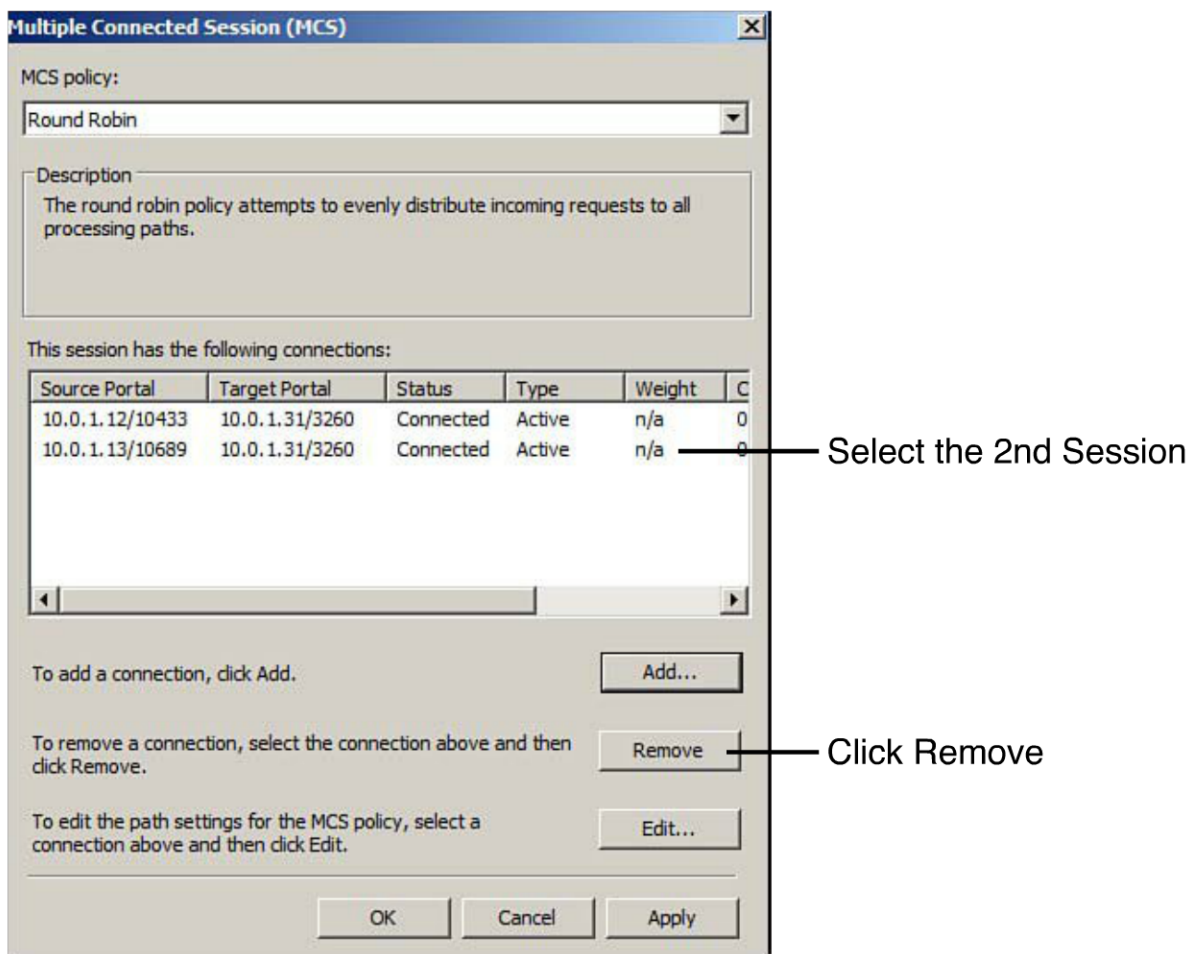 Multiple Connected Session (MCS)
MCS policy:
Round Robin
Description
The round robin policy attempts to evenly distribute incoming requests to all
processing paths.
This session has the following connections:
Source Portal Target Portal Status Type Weight C
10.0.1.12/10433 10.0.1.31/3260 Connected Active n/a 0
10.0.1.13/10689 10.0.1.31/3260 Connected Active n/a 0
Select the 2nd Session
To add a connection, click Add.
Add...
To remove a connection, select the connection above and then
click Remove.
Remove
Click Remove
To edit the path settings for the MCS policy, select a
connection above and then click Edit.
Edit...
OK Cancel Apply